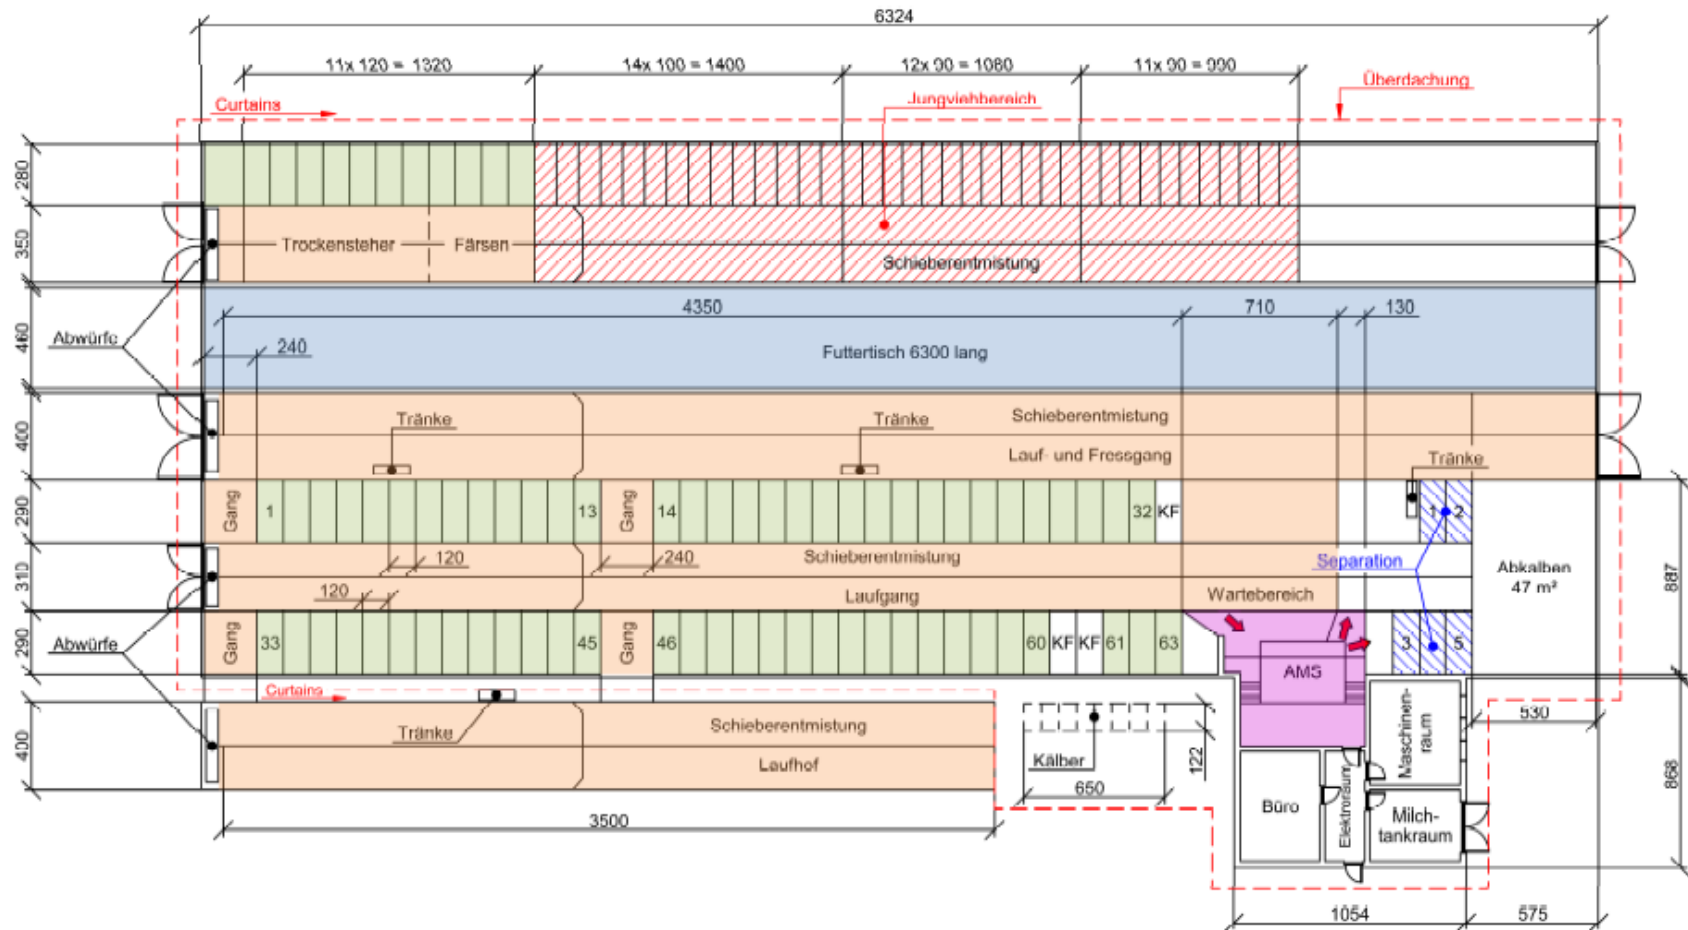 6324
11x 120 = 1320
14x 100 = 1400
12x 90 = 1080
11x 90 = 990
Überdachung
Curtains
Jungviehbereich
280
350
Trockensteher
Färsen
Schieberentmistung
4350
710
130
460
Abwürfe
240
Futtertisch 6300 lang
400
Tränke
Tränke
Schieberentmistung
Lauf- und Fressgang
Tränke
290
Gang
1
13
Gang
14
32
KF
1
2
310
120
240
Schieberentmistung
Separation
Abkalben
47 m²
887
120
Laufgang
Wartebereich
290
Abwürfe
Gang
33
45
Gang
46
60
KF
KF
61
63
3
5
AMS
Curtains
400
Tränke
Schieberentmistung
Laufhof
Kälber
122
650
3500
Maschinen-
raum
530
868
Büro
Elektroraum
Milch-
tankraum
1054
575